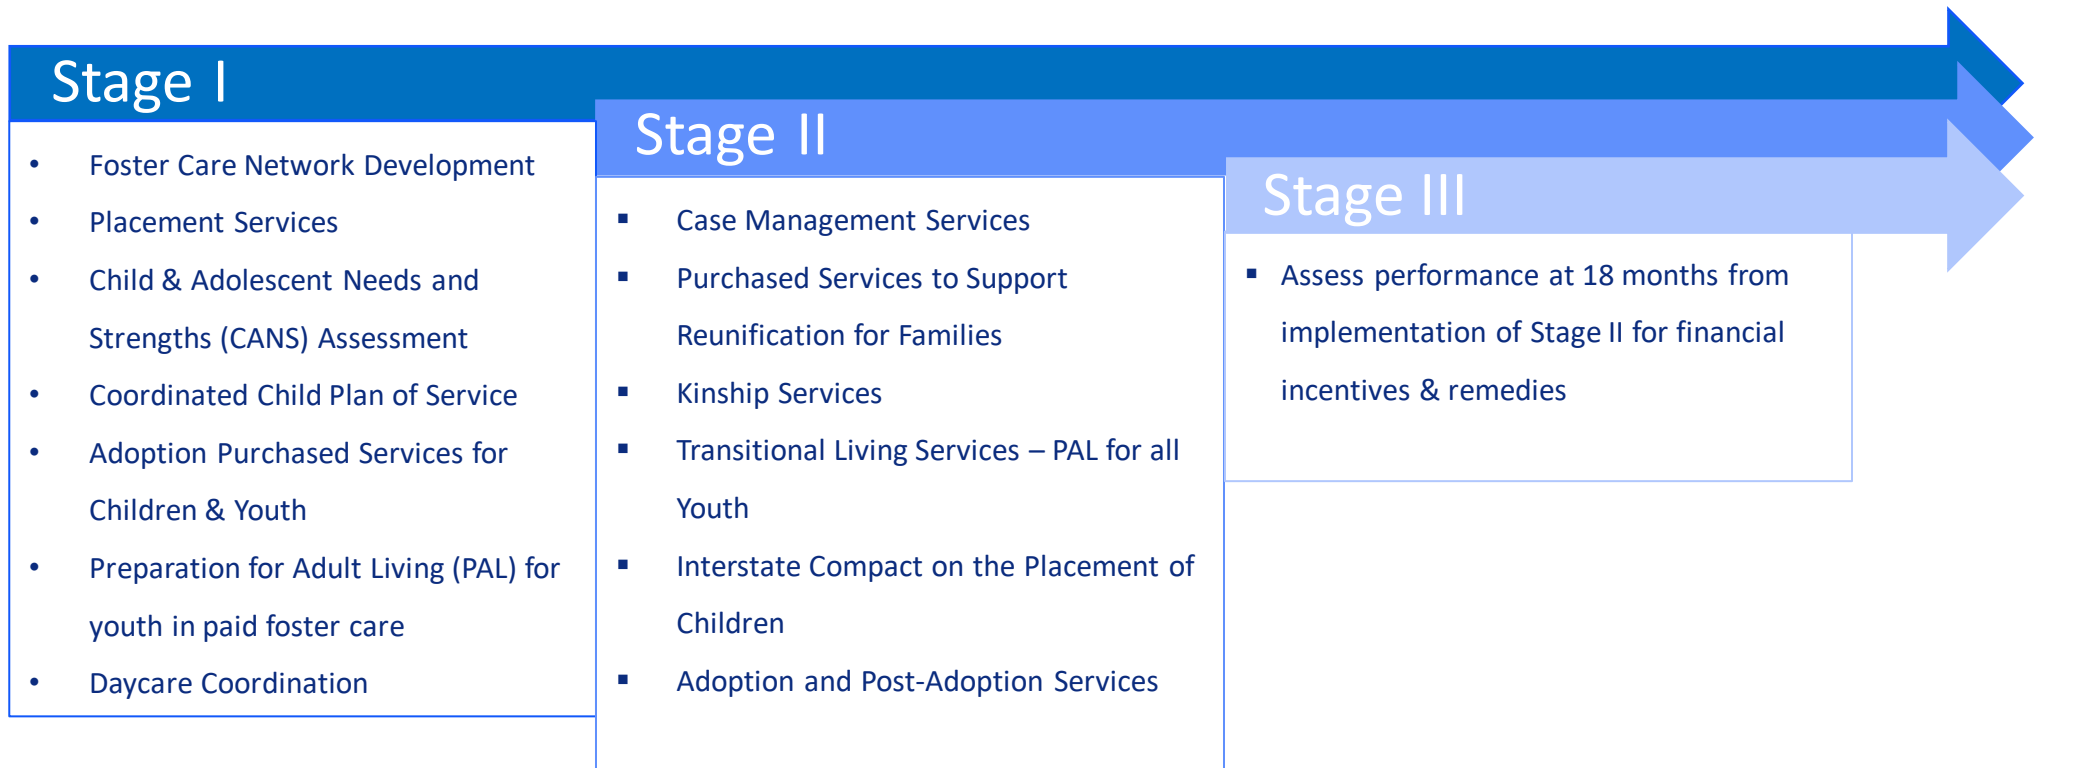 Stage I
• Foster Care Network Development
• Placement Services
• Child & Adolescent Needs and
Strengths (CANS) Assessment
• Coordinated Child Plan of Service
• Adoption Purchased Services for
Children & Youth
• Preparation for Adult Living (PAL) for
youth in paid foster care
• Daycare Coordination
Stage II
▪ Case Management Services
▪ Purchased Services to Support
Reunification for Families
▪ Kinship Services
▪ Transitional Living Services – PAL for all
Youth
▪ Interstate Compact on the Placement of
Children
▪ Adoption and Post-Adoption Services
Stage III
▪ Assess performance at 18 months from
implementation of Stage II for financial
incentives & remedies